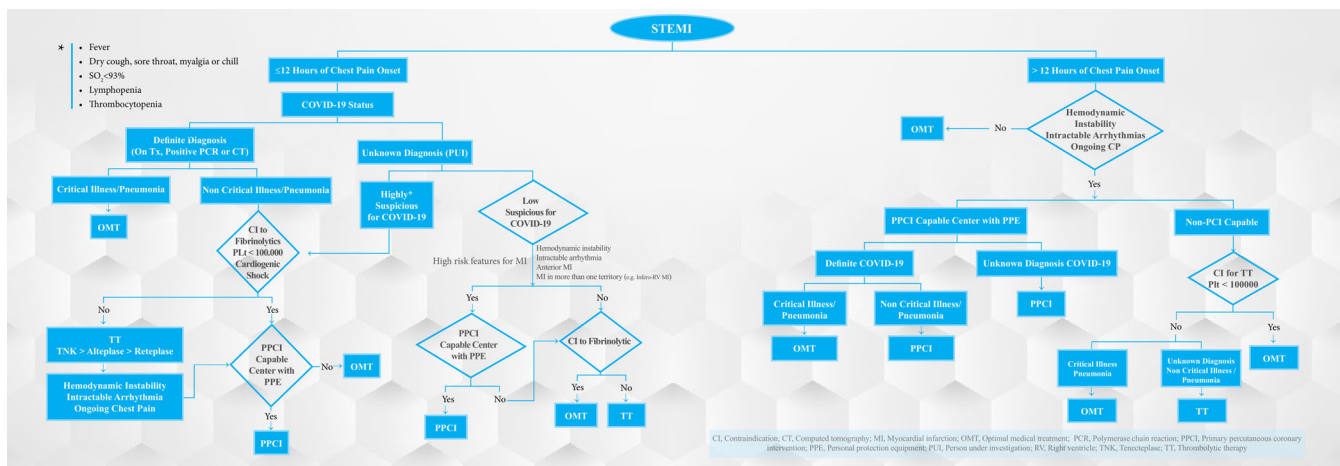 STEMI
*
• Fever
• Dry cough, sore throat, myalgia or chill
• SO2<93%
• Lymphopenia
• Thrombocytopenia
≤12 Hours of Chest Pain Onset
COVID-19 Status
Definite Diagnosis
(On Tx, Positive PCR or CT)
Unknown Diagnosis (PUI)
Critical Illness/Pneumonia
Non Critical Illness/Pneumonia
OMT
Highly*
Suspicious
for COVID-19
Low
Suspicious for
COVID-19
CI to
Fibrinolytics
PLt < 100.000
Cardiogenic
Shock
High risk features for MI
Hemodynamic instability
Intractable arrhythmia
Anterior MI
MI in more than one territory (e.g. Infero-RV MI)
No
Yes
TT
TNK > Alteplase > Reteplase
Hemodynamic Instability
Intractable Arrhythmia
Ongoing Chest Pain
PPCI
Capable
Center with
PPE
No
OMT
Yes
PPCI
Yes
No
PPCI
Capable Center
with PPE
CI to Fibrinolytic
Yes
No
PPCI
Yes
No
OMT
TT
> 12 Hours of Chest Pain Onset
Hemodynamic
Instability
Intractable Arrhythmias
Ongoing CP
No
OMT
Yes
PPCI Capable Center with PPE
Non-PCI Capable
Definite COVID-19
Unknown Diagnosis COVID-19
PPCI
Critical Illness/
Pneumonia
Non Critical Illness/
Pneumonia
OMT
PPCI
CI for TT
Plt < 100000
No
Yes
OMT
Critical Illness
Pneumonia
Unknown Diagnosis
Non Critical Illness /
Pneumonia
OMT
TT
CI, Contraindication; CT, Computed tomography; MI, Myocardial infarction; OMT, Optimal medical treatment; PCR, Polymerase chain reaction; PPCI, Primary percutaneous coronary
intervention; PPE, Personal protection equipment; PUI, Person under investigation; RV, Right ventricle; TNK, Tenecteplase; TT, Thrombolytic therapy